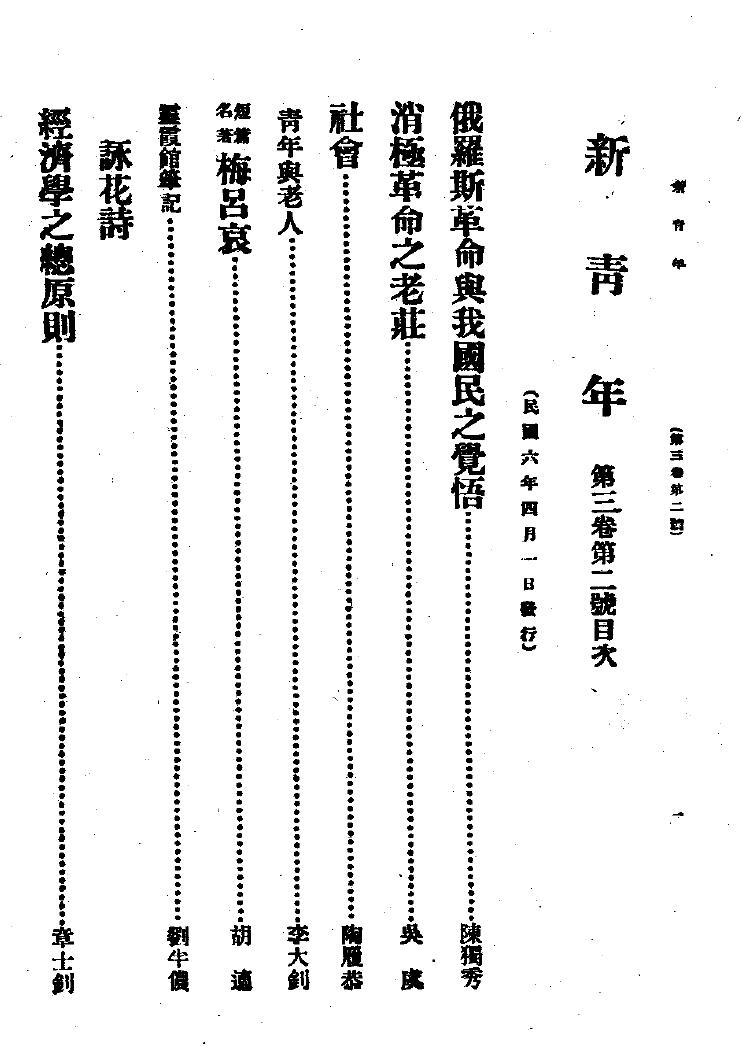 新青年
(第三卷第二號)
一
新青年 第三卷第二號目次
(民國六年四月一日發行)
俄羅斯革命與我國民之覺悟 陳獨秀
消極革命之老莊 吳虞
社會 陶履恭
青年與老人 李大釗
短篇名著 梅呂哀 胡適
靈霞館筆記 劉半儂
詠花詩
經濟學之總原則 章士釗